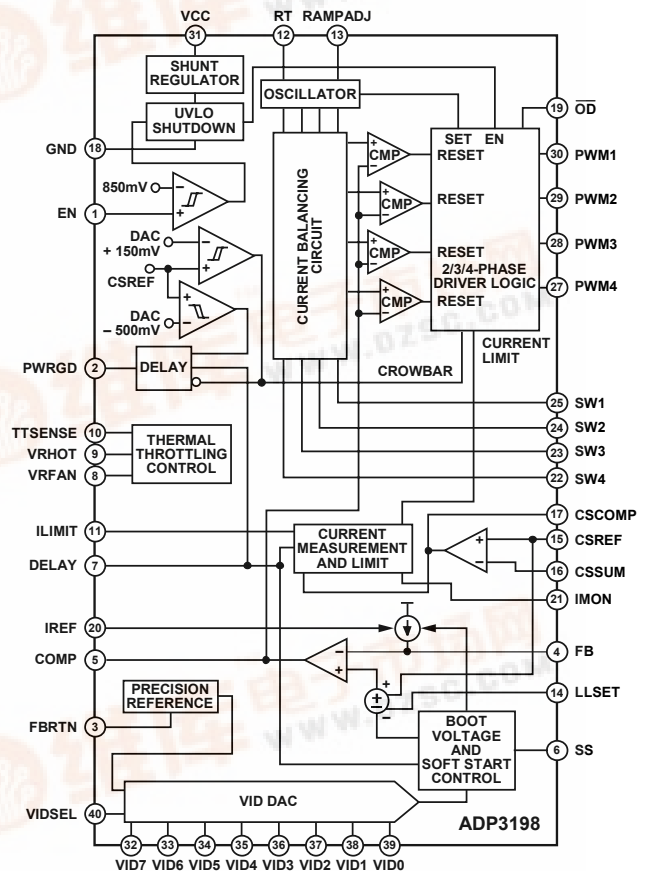 VCC RT RAMPADJ
31 12 13
SHUNT
REGULATOR
OSCILLATOR
UVLO
SHUTDOWN
19 OD
GND 18
SET EN
CMP
RESET
30 PWM1
850mV
EN 1
CMP
RESET
29 PWM2
DAC
+ 150mV
CSREF
DAC
– 500mV
CURRENT BALANCING
CIRCUIT
CMP
RESET
28 PWM3
2/3/4-PHASE
DRIVER LOGIC
CMP
RESET
27 PWM4
CURRENT
LIMIT
PWRGD 2
DELAY
CROWBAR
25 SW1
24 SW2
23 SW3
22 SW4
TTSENSE 10
VRHOT 9
VRFAN 8
THERMAL
THROTTLING
CONTROL
17 CSCOMP
ILIMIT 11
CURRENT
MEASUREMENT
AND LIMIT
15 CSREF
DELAY 7
16 CSSUM
21 IMON
IREF 20
COMP 5
4 FB
14 LLSET
PRECISION
REFERENCE
FBRTN 3
BOOT
VOLTAGE
AND
SOFT START
CONTROL
6 SS
VID DAC
VIDSEL 40
ADP3198
32 33 34 35 36 37 38 39
VID7 VID6 VID5 VID4 VID3 VID2 VID1 VID0
WWW.DZSC.COM